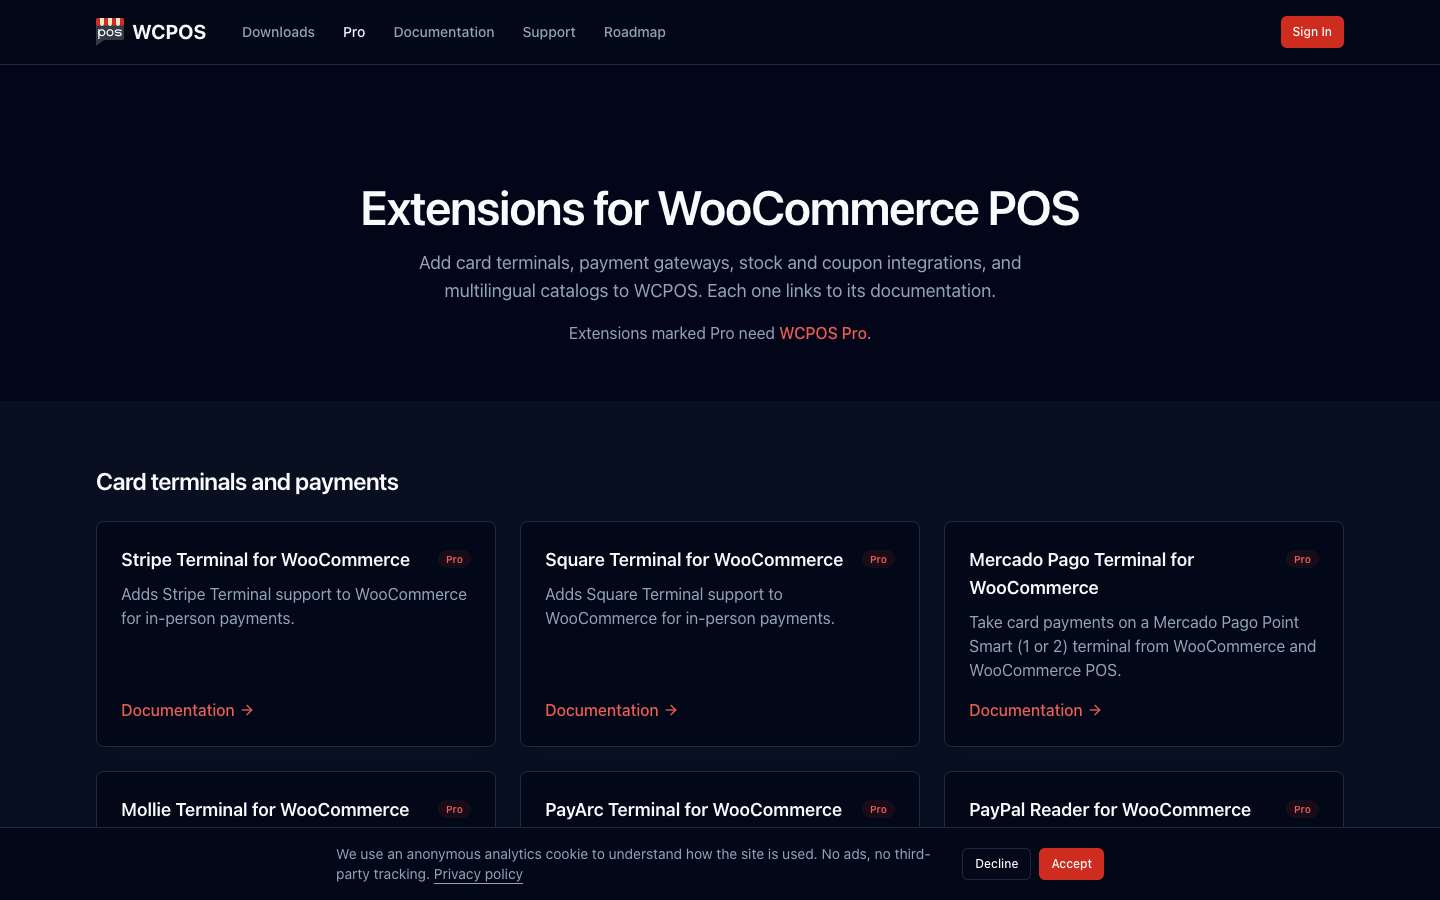 pos WCPOS Downloads Pro Documentation Support Roadmap Sign In
Extensions for WooCommerce POS
Add card terminals, payment gateways, stock and coupon integrations, and
multilingual catalogs to WCPOS. Each one links to its documentation.
Extensions marked Pro need WCPOS Pro.
Card terminals and payments
Stripe Terminal for WooCommerce Pro
Adds Stripe Terminal support to WooCommerce
for in-person payments.
Documentation →
Square Terminal for WooCommerce Pro
Adds Square Terminal support to
WooCommerce for in-person payments.
Documentation →
Mercado Pago Terminal for Pro
WooCommerce
Take card payments on a Mercado Pago Point
Smart (1 or 2) terminal from WooCommerce and
WooCommerce POS.
Documentation →
Mollie Terminal for WooCommerce Pro
PayArc Terminal for WooCommerce Pro
PayPal Reader for WooCommerce Pro
We use an anonymous analytics cookie to understand how the site is used. No ads, no third-
party tracking. Privacy policy
Decline Accept